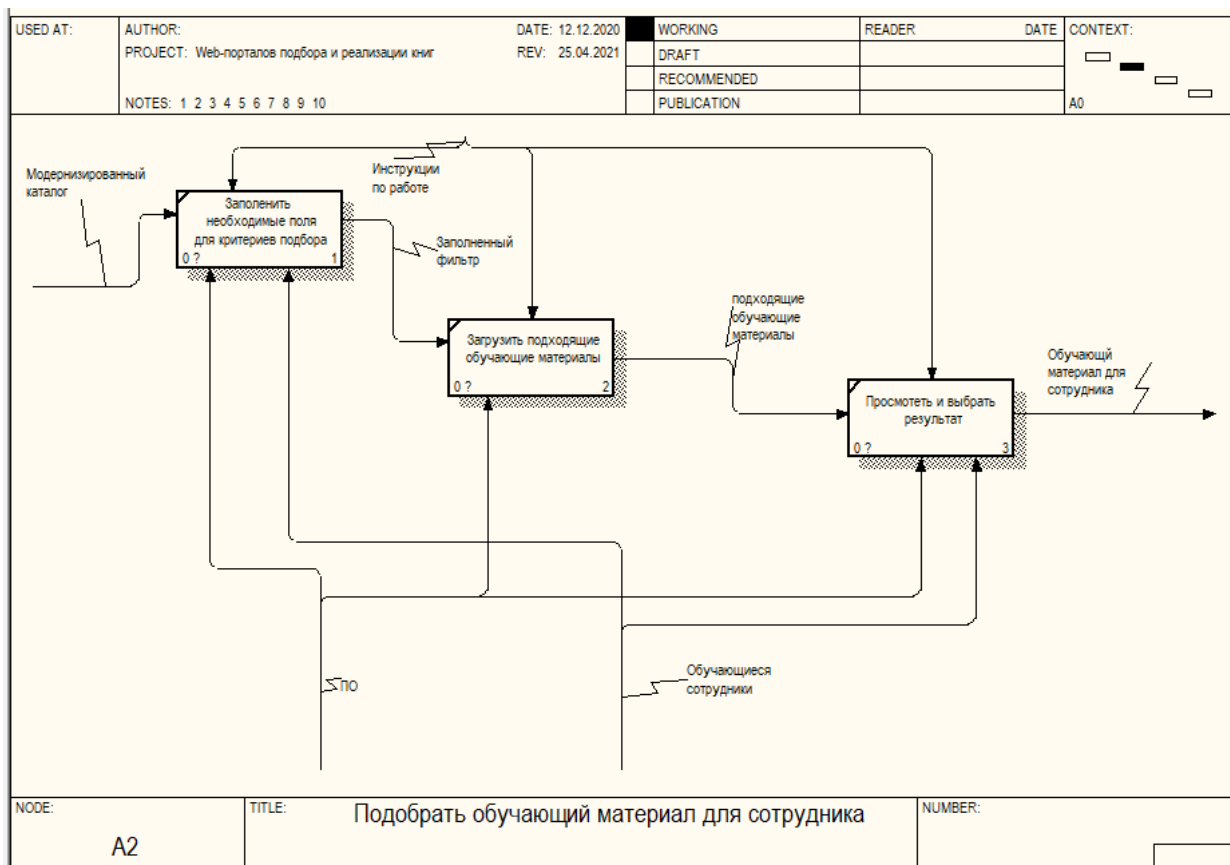 USED AT:
AUTHOR:
DATE: 12.12.2020
PROJECT: Web-порталов подбора и реализации книг
REV: 25.04.2021
NOTES: 1 2 3 4 5 6 7 8 9 10
WORKING
DRAFT
RECOMMENDED
PUBLICATION
READER
DATE
CONTEXT:
A0
Модернизированный
каталог
Инструкции
по работе
Заполенить
необходимые поля
для критериев подбора
0 ?
1
Заполненный
фильтр
Загрузить подходящие
обучающие материалы
0 ?
2
подходящие
обучающие
материалы
Просмотеть и выбрать
результат
0 ?
3
Обучающй
материал для
сотрудника
ПО
Обучающиеся
сотрудники
NODE:
A2
TITLE:
Подобрать обучающий материал для сотрудника
NUMBER: